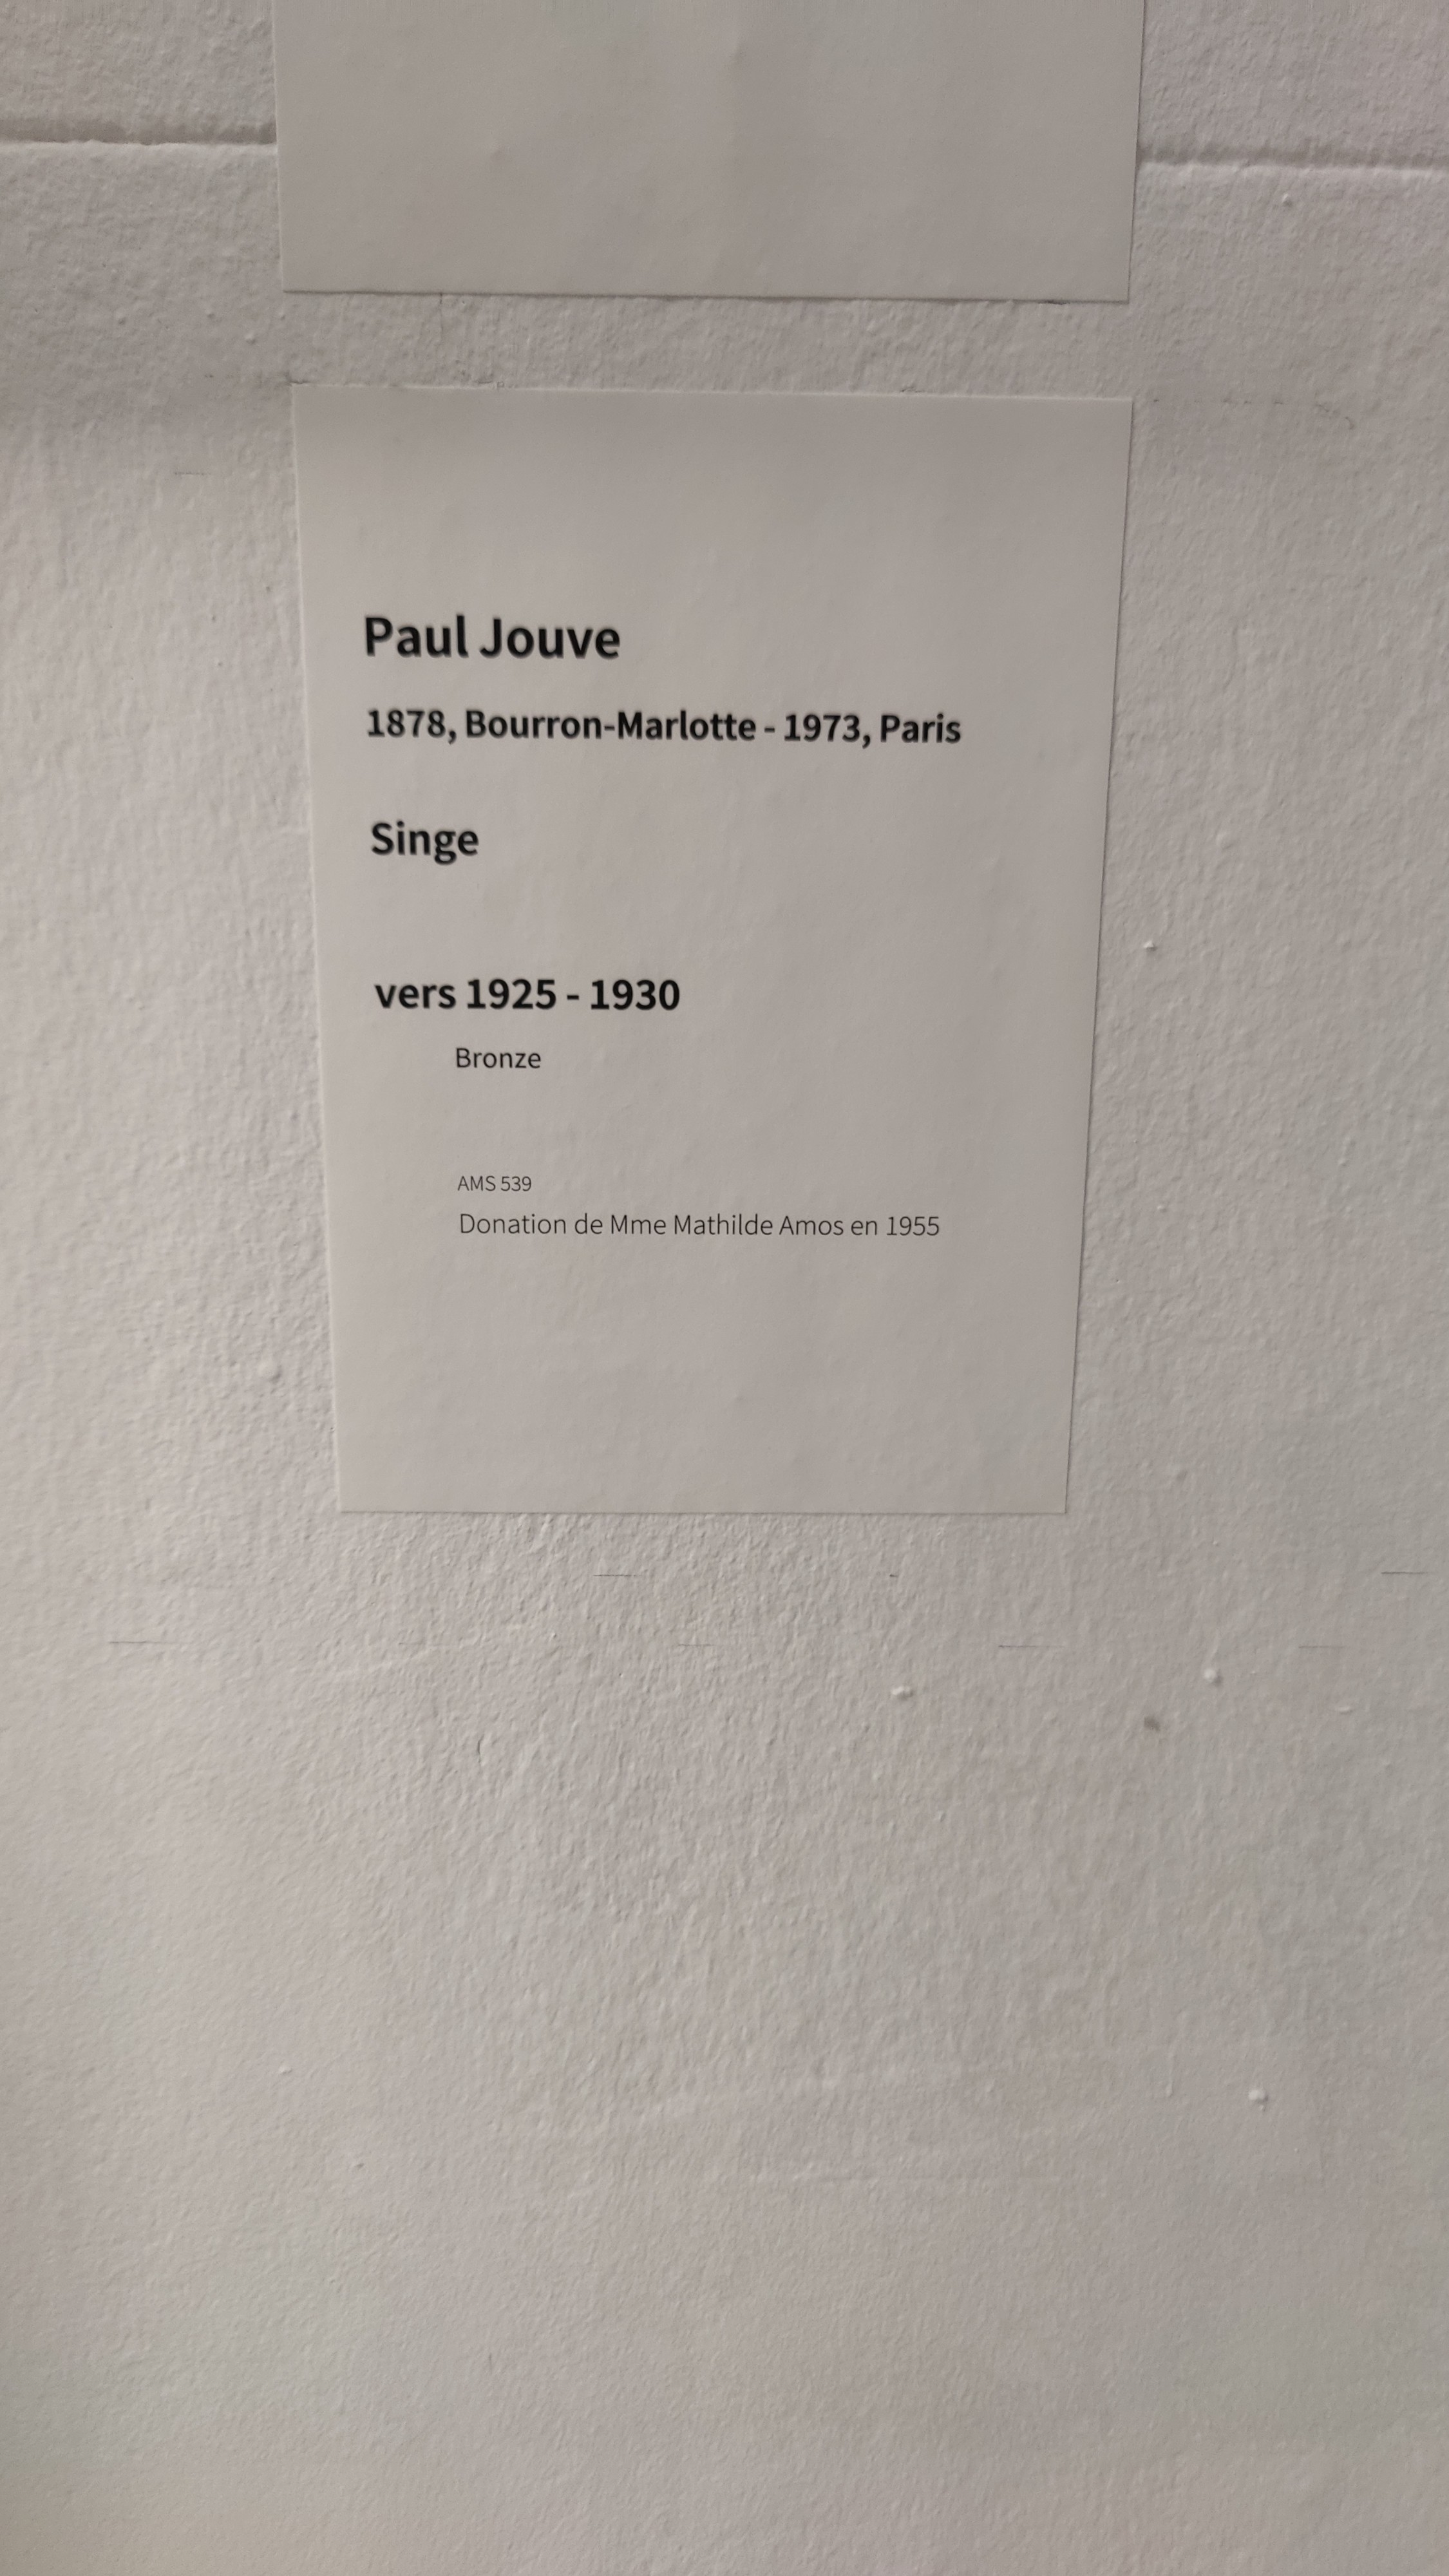 Paul Jouve
1878, Bourron-Marlotte - 1973, Paris
Singe
vers 1925 - 1930
Bronze
AMS 539
Donation de Mme Mathilde Amos en 1955